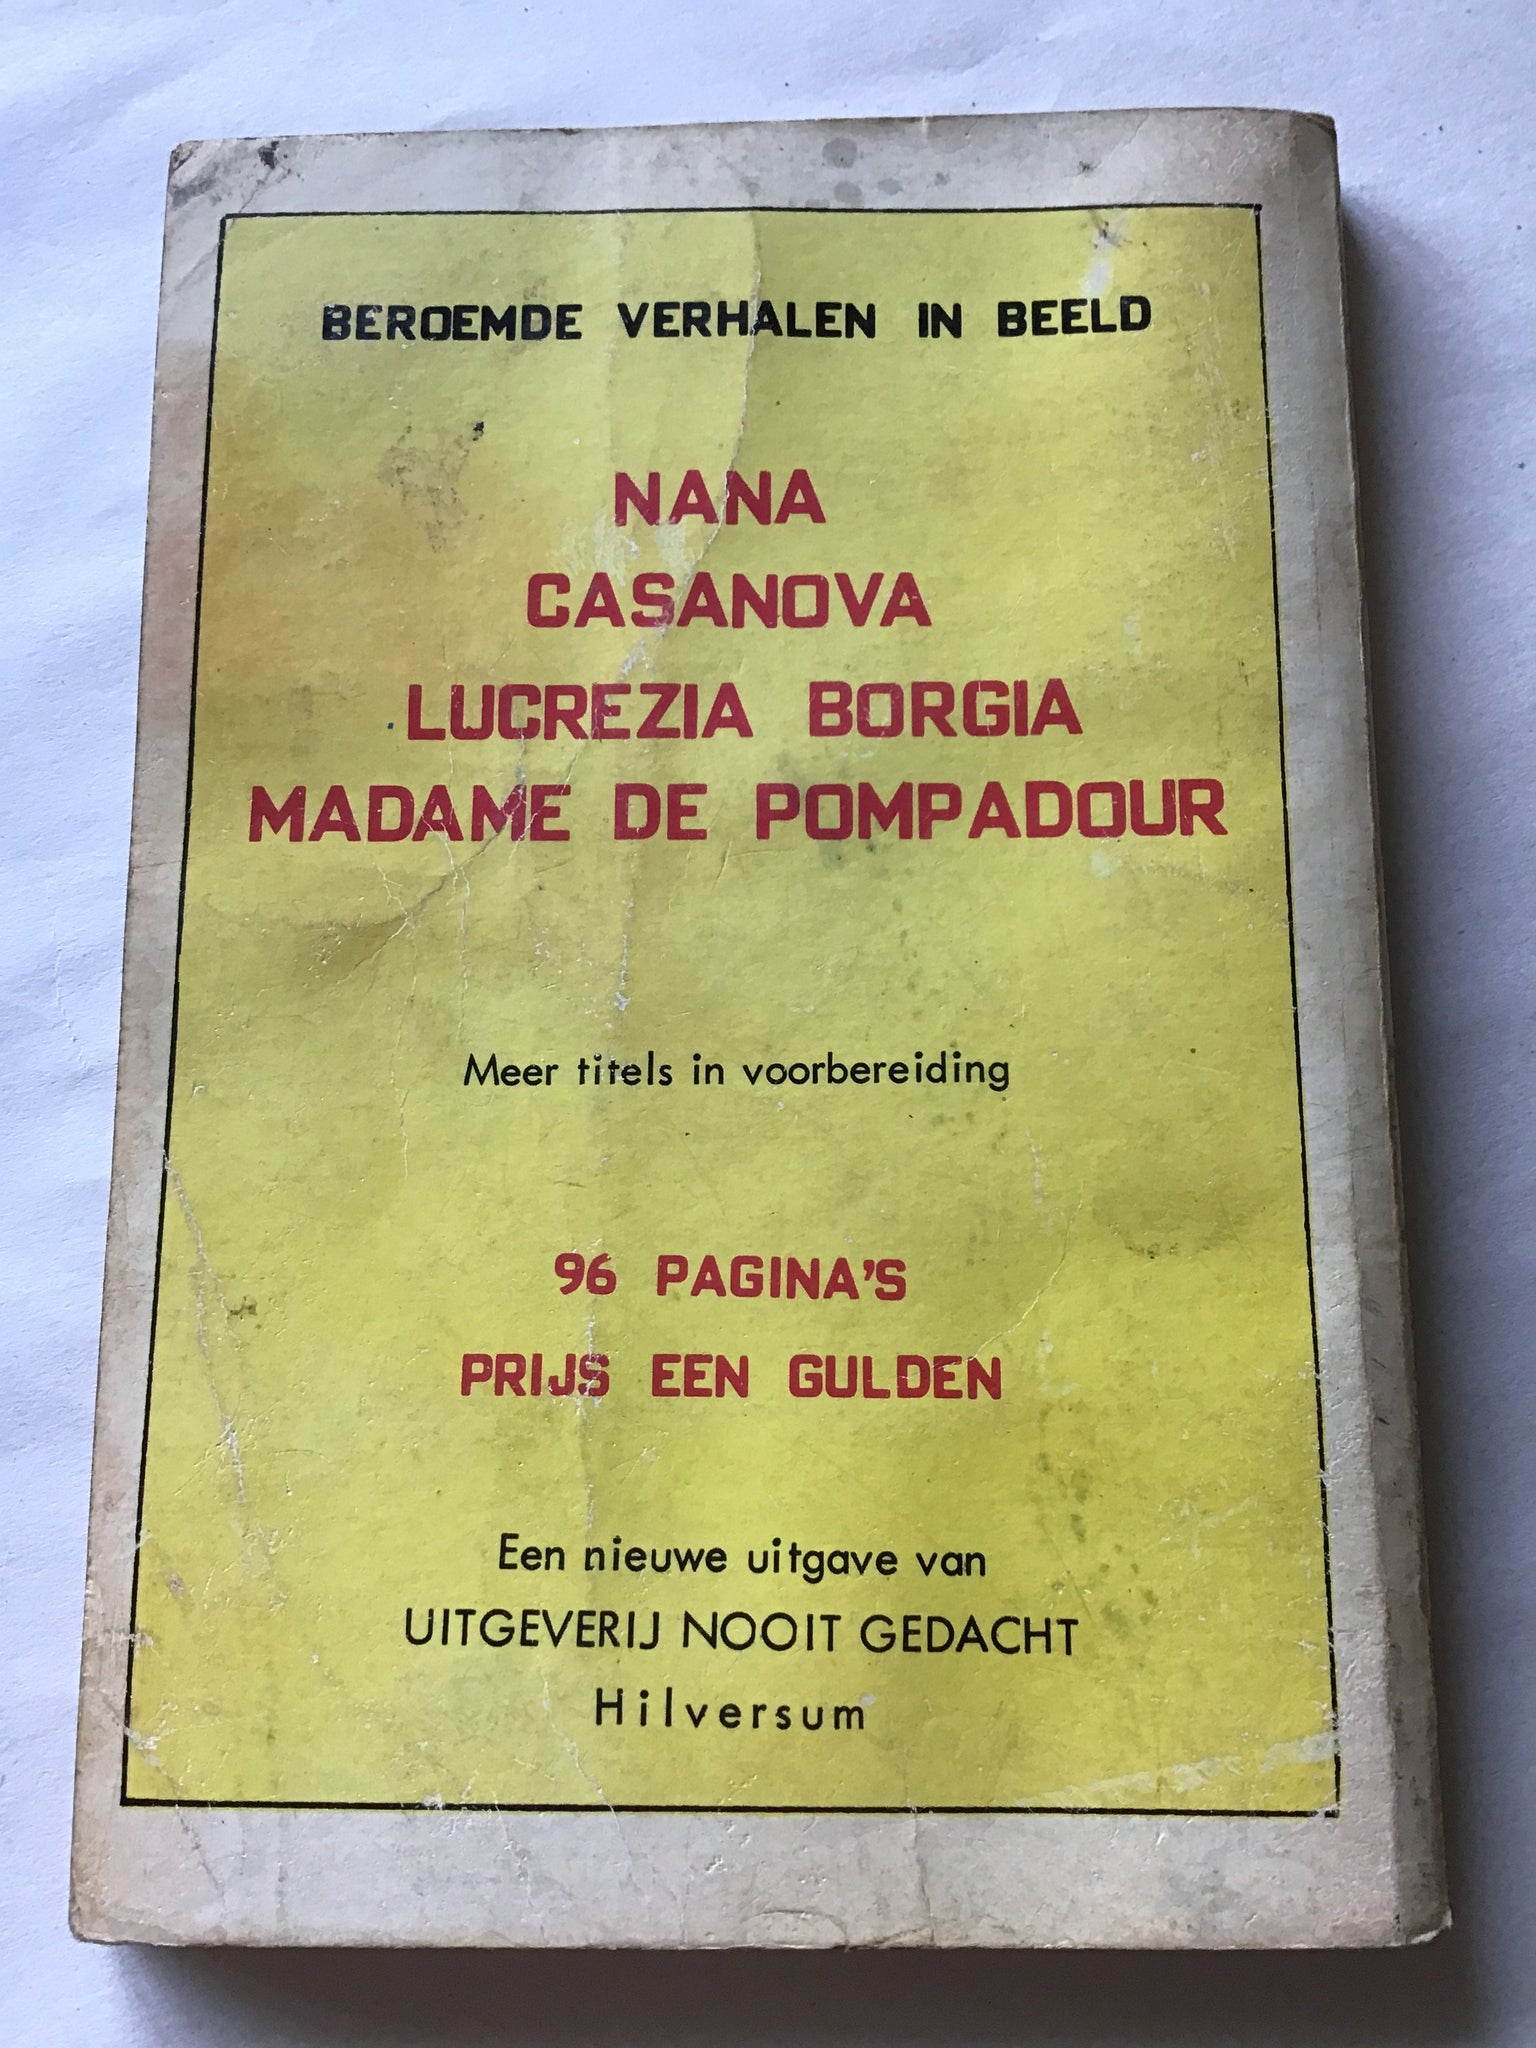 BEROEMDE VERHALEN IN BEELD
NANA
CASANOVA
LUCREZIA BORGIA
MADAME DE POMPADOUR
Meer titels in voorbereiding
96 PAGINA'S
PRIJS EEN GULDEN
Een nieuwe uitgave van
UITGEVERIJ NOOIT GEDACHT
Hilversum